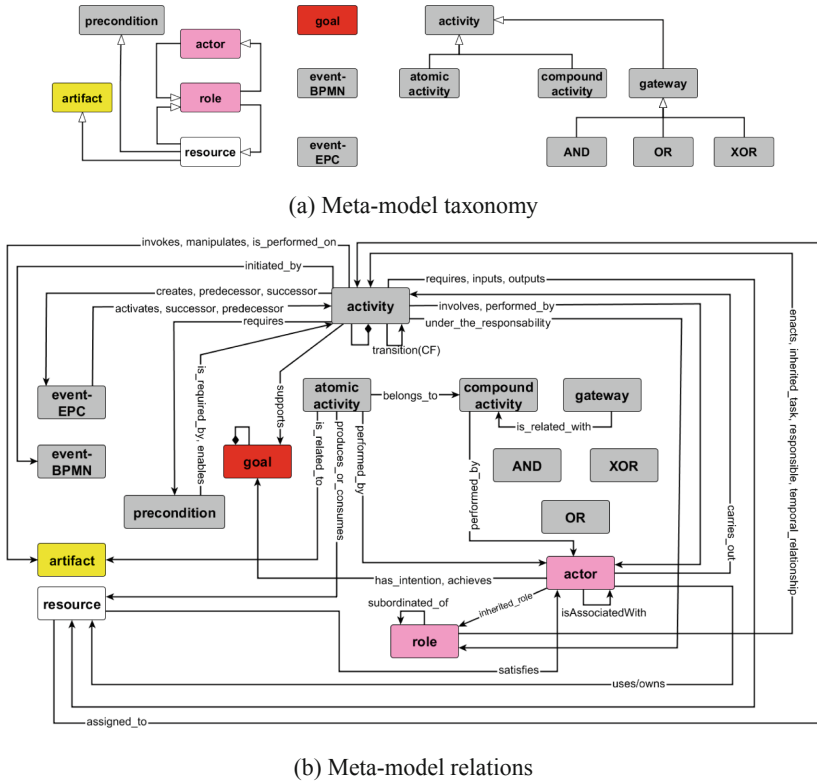 precondition
goal
activity
actor
event-
BPMN
atomic
activity
compound
activity
gateway
artifact
role
resource
event-
EPC
AND
OR
XOR
(a) Meta-model taxonomy
invokes, manipulates, is_performed_on
initiated_by
requires, inputs, outputs
creates, predecessor, successor
activates, successor, predecessor
activity
involves, performed_by
requires
under_the_responsability
transition(CF)
is_required_by, enables
supports
enacts, inherited_task, responsible, temporal_relationship
event-
EPC
atomic
activity
belongs_to
compound
activity
gateway
is_related_with
is_related_to
produces_or_consumes
performed_by
performed_by
event-
BPMN
goal
AND
XOR
precondition
OR
carries_out
artifact
actor
has_intention, achieves
resource
subordinated_of
inherited_role
isAssociatedWith
role
satisfies
uses/owns
assigned_to
(b) Meta-model relations